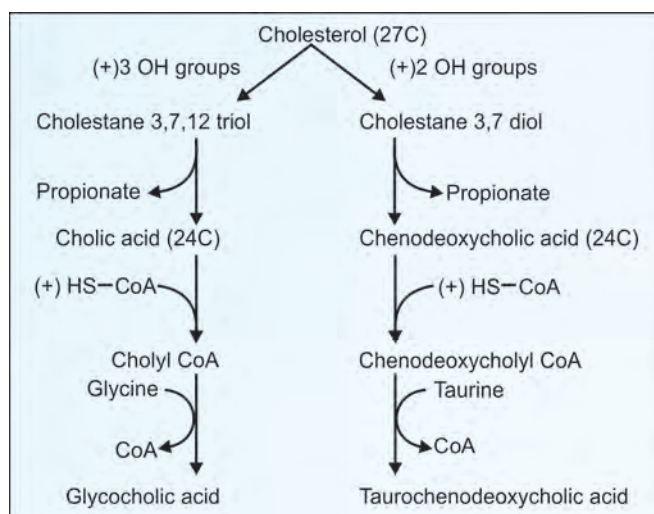 Cholesterol (27C)
(+)3 OH groups (+)2 OH groups
Cholestane 3,7,12 triol Cholestane 3,7 diol
Propionate Propionate
Cholic acid (24C) Chenodeoxycholic acid (24C)
(+) HS–CoA (+) HS–CoA
Cholyl CoA Chenodeoxycholyl CoA
Glycine Taurine
CoA CoA
Glycocholic acid Taurochenodeoxycholic acid